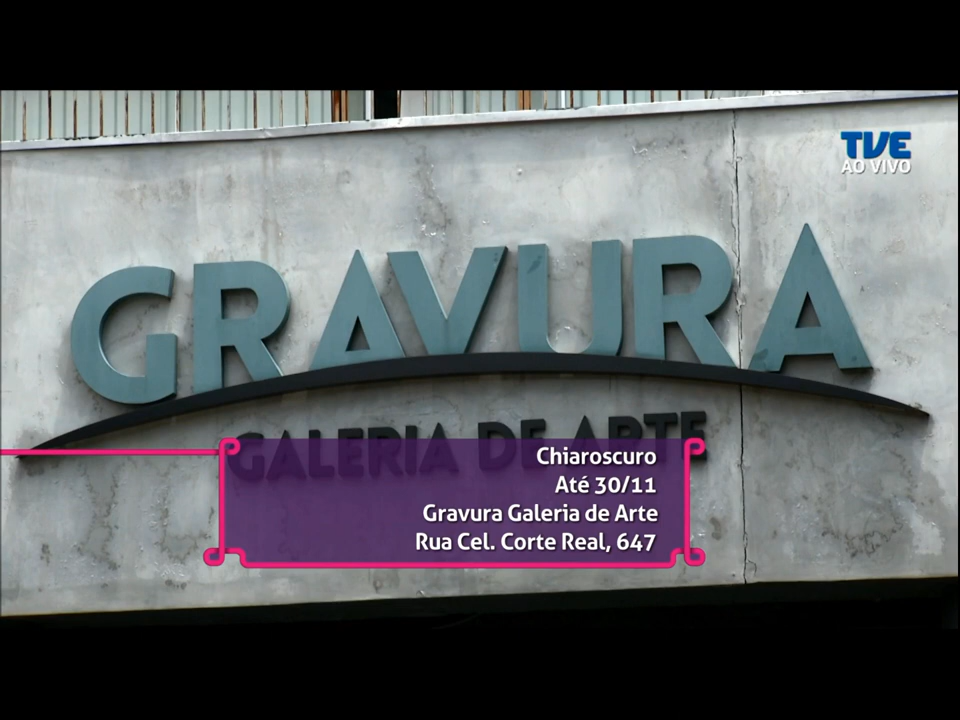 TVE
AO VIVO
GRAVURA
GALERIA DE ARTE
Chiaroscuro
Até 30/11
Gravura Galeria de Arte
Rua Cel. Corte Real, 647